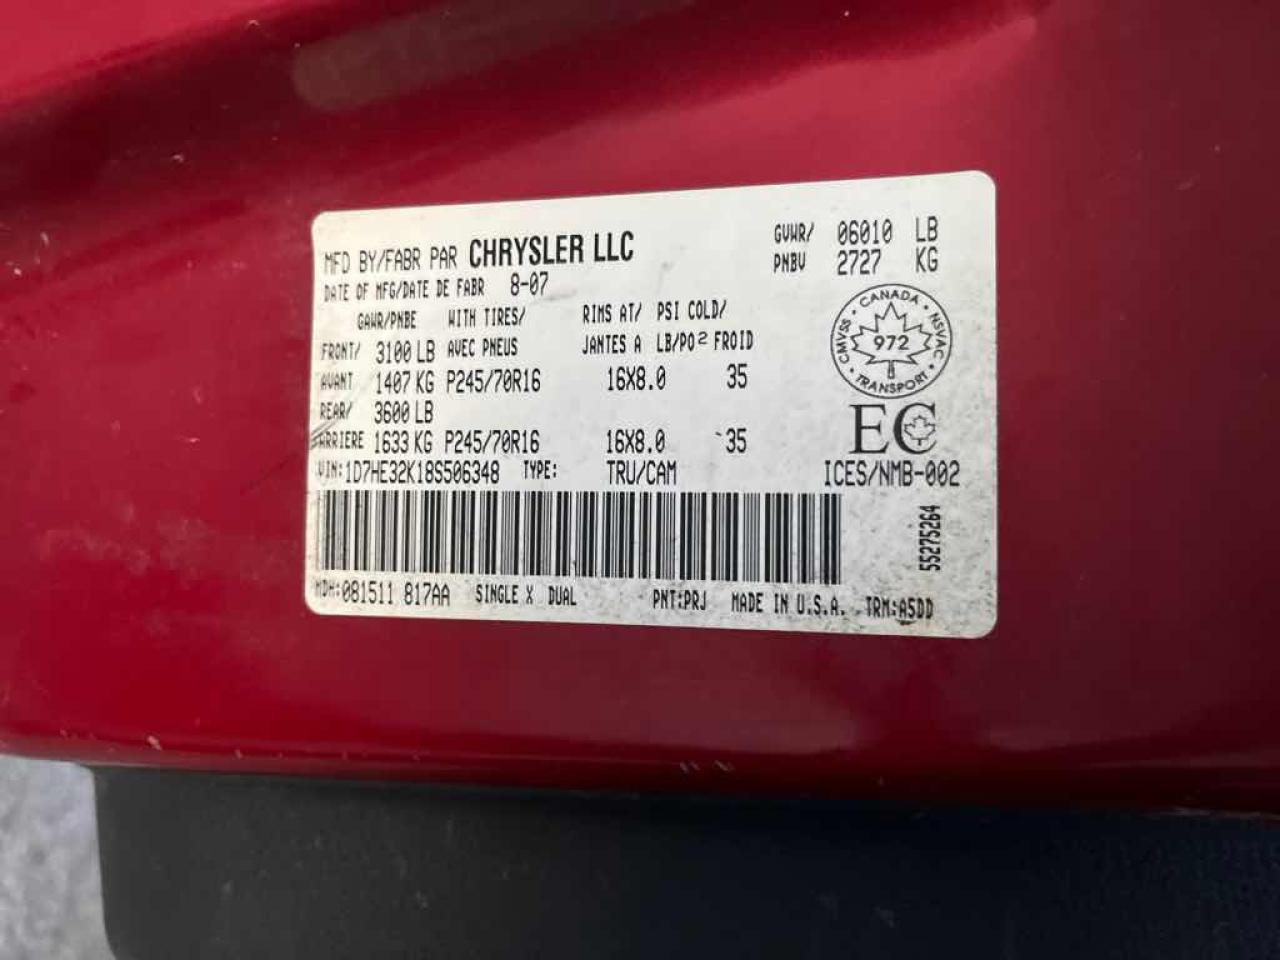 MFD BY/FABR PAR CHRYSLER LLC
DATE OF MFG/DATE DE FABR 8-07
GVWR/ 06010 LB
PNBV 2727 KG
GAWR/PNBE WITH TIRES/ RIMS AT/ PSI COLD/
FRONT/ 3100 LB AVEC PNEUS JANTES A LB/PO2 FROID
AVANT 1407 KG P245/70R16 16X8.0 35
REAR/ 3600 LB
ARRIERE 1633 KG P245/70R16 16X8.0 35
VIN:1D7HE32K18S506348 TYPE: TRU/CAM
CANADA
CMVSS 972 NSVAC
TRANSPORT
EC
ICES/NMB-002
55275264
MDH:081511 817AA SINGLE X DUAL PNT:PRJ MADE IN U.S.A. TRM:A5DD